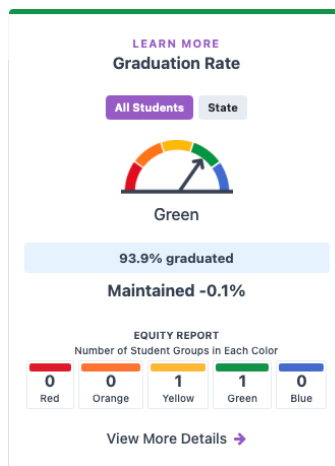 LEARN MORE
Graduation Rate
All Students State
Green
93.9% graduated
Maintained -0.1%
EQUITY REPORT
Number of Student Groups in Each Color
0 0 1 1 0
Red Orange Yellow Green Blue
View More Details →